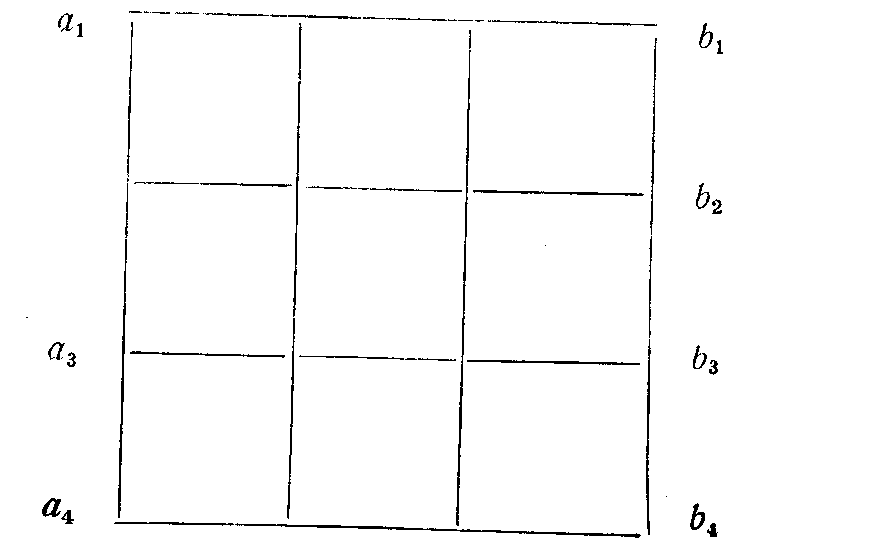 a₁ b₁
b₂
a₃ b₃
a₄ b₄